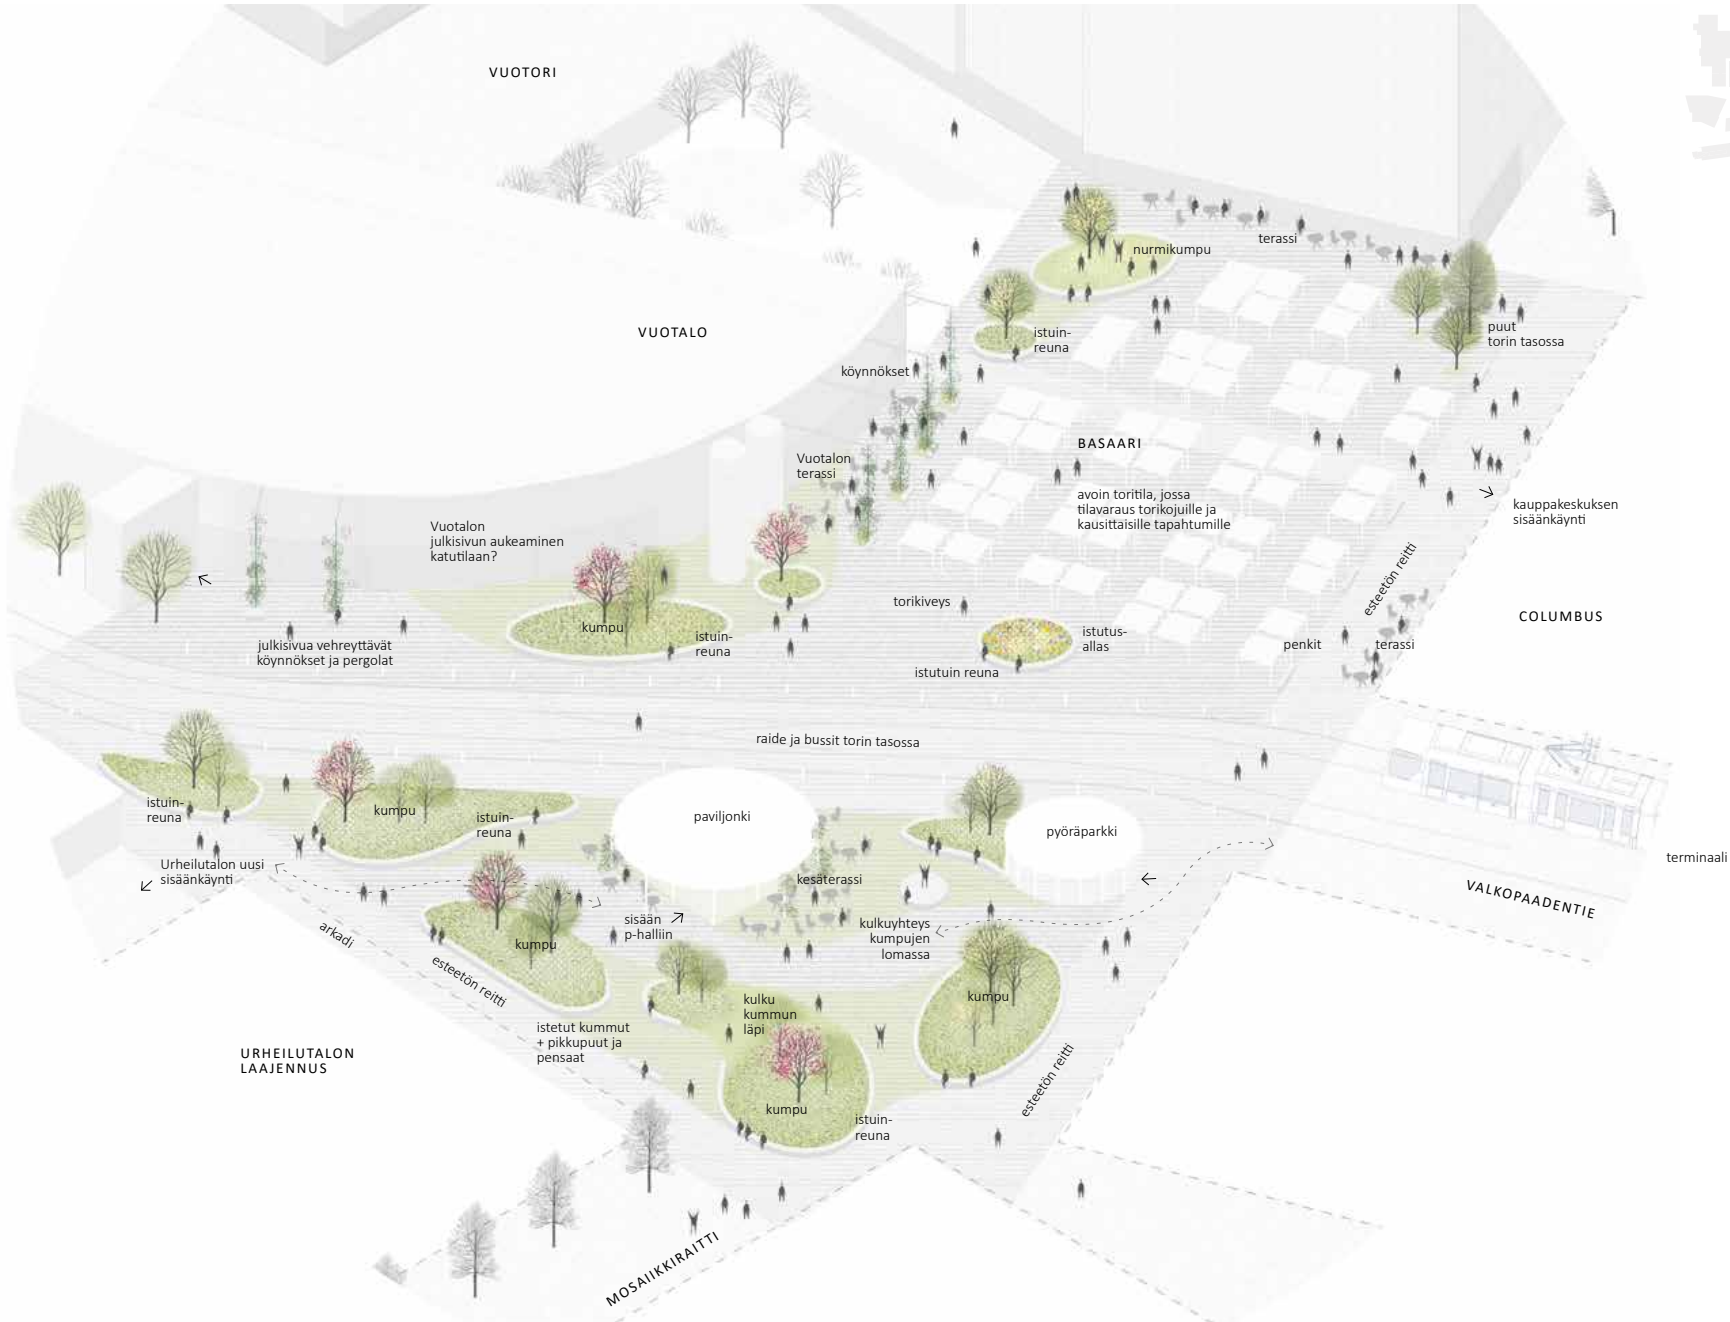 VUOTORI
nurmikumpu
terassi
VUOTALO
istuin-
reuna
puut
torin tasossa
köynnökset
BASAARI
Vuotalon
terassi
avoin toritila, jossa
tilavaraus torikojuille ja
kausittaisille tapahtumille
kauppakeskuksen
sisäänkäynti
Vuotalon
julkisivun aukeaminen
katutilaan?
esteetön reitti
torikiveys
COLUMBUS
kumpu
istuin-
reuna
istutus-
allas
penkit
terassi
julkisivua vehreyttävät
köynnökset ja pergolat
istutuin reuna
raide ja bussit torin tasossa
istuin-
reuna
kumpu
istuin-
reuna
paviljonki
pyöräparkki
terminaali
Urheilutalon uusi
sisäänkäynti
kesäterassi
VALKOPAADENTIE
arkadi
sisään
p-halliin
kulkuyhteys
kumpujen
lomassa
kumpu
esteetön reitti
kulku
kummun
läpi
kumpu
istetut kummut
+ pikkupuut ja
pensaat
URHEILUTALON
LAAJENNUS
esteetön reitti
kumpu
istuin-
reuna
MOSAIIKKIRAITTI